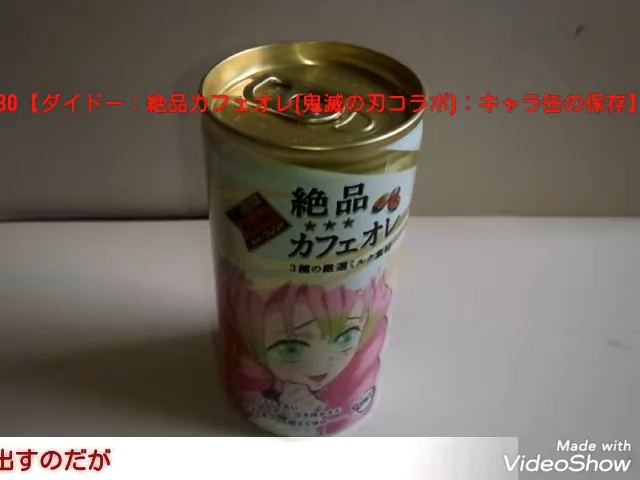 30【ダイドー：絶品カフェオレ(鬼滅の刃コラボ)：キャラ缶の保存】
絶品
★★★
カフェオレ
3種の厳選ミルク
出すのだが
Made with
VideoShow